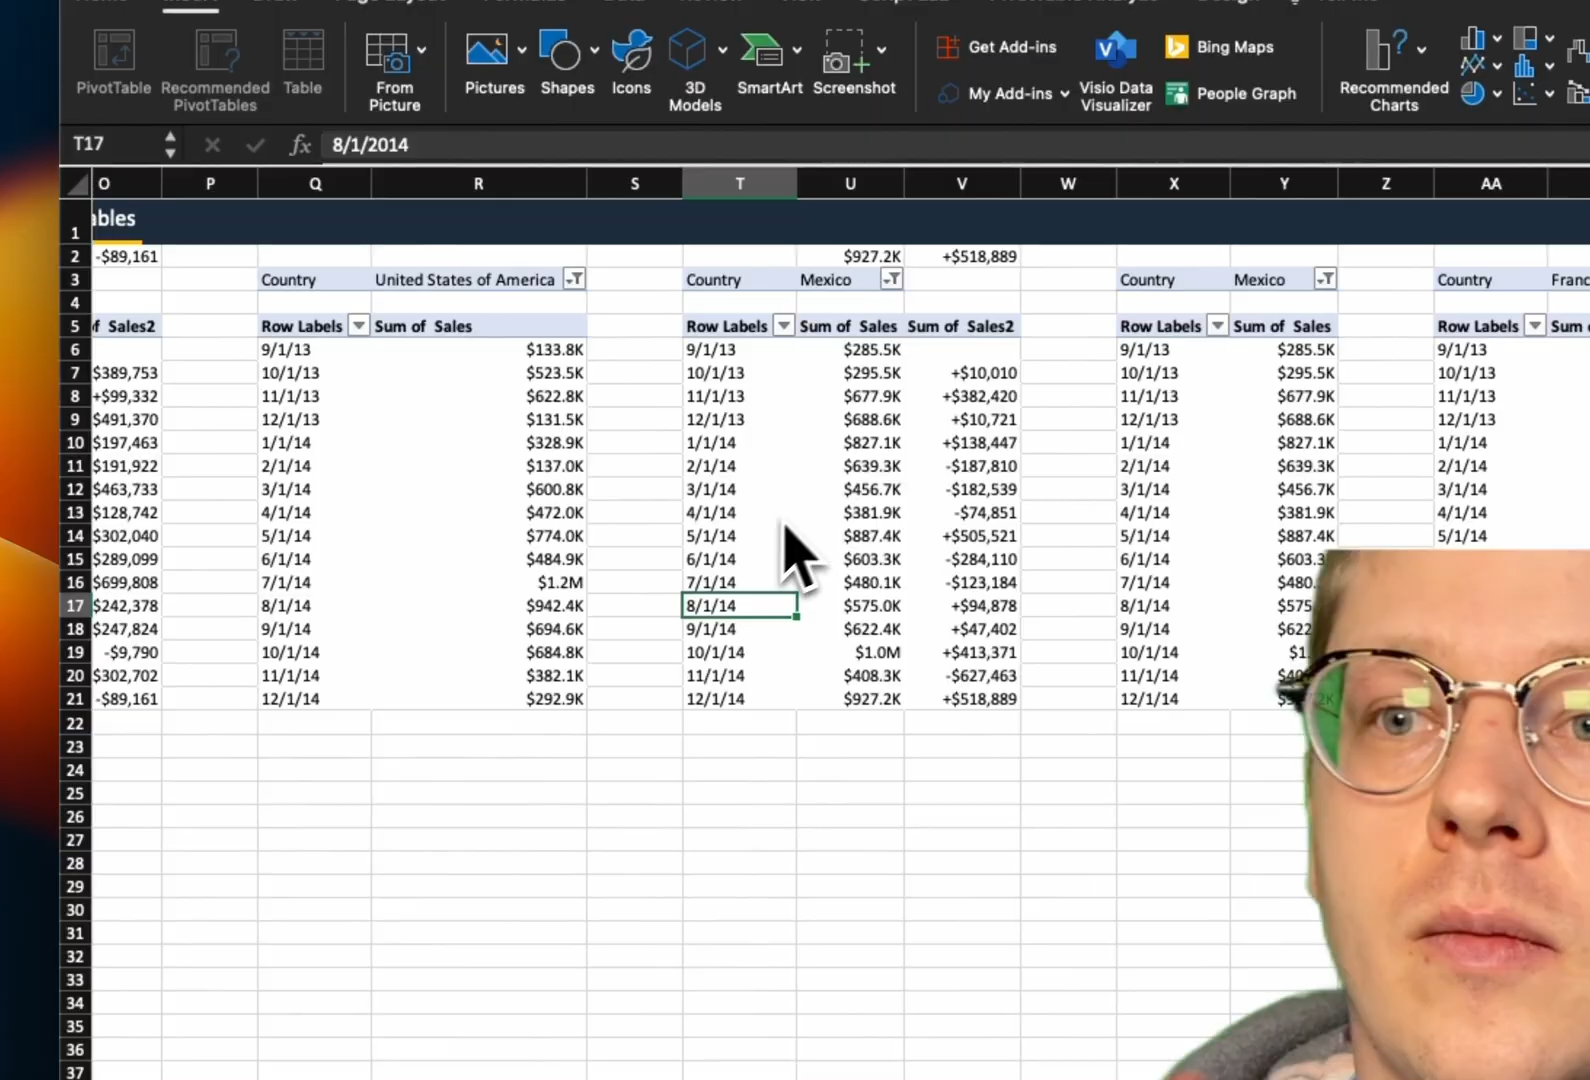 PivotTable Recommended PivotTables Table From Picture Pictures Shapes Icons 3D Models SmartArt Screenshot Get Add-ins My Add-ins Visio Data Visualizer Bing Maps People Graph Recommended Charts
T17 fx 8/1/2014
O P Q R S T U V W X Y Z AA
1 ables
2 -$89,161 $927.2K +$518,889
3 Country United States of America Country Mexico Country Mexico Country Franc
4
5 f Sales2 Row Labels Sum of Sales Row Labels Sum of Sales Sum of Sales2 Row Labels Sum of Sales Row Labels Sum
6 9/1/13 $133.8K 9/1/13 $285.5K 9/1/13 $285.5K 9/1/13
7 $389,753 10/1/13 $523.5K 10/1/13 $295.5K +$10,010 10/1/13 $295.5K 10/1/13
8 +$99,332 11/1/13 $622.8K 11/1/13 $677.9K +$382,420 11/1/13 $677.9K 11/1/13
9 $491,370 12/1/13 $131.5K 12/1/13 $688.6K +$10,721 12/1/13 $688.6K 12/1/13
10 $197,463 1/1/14 $328.9K 1/1/14 $827.1K +$138,447 1/1/14 $827.1K 1/1/14
11 $191,922 2/1/14 $137.0K 2/1/14 $639.3K -$187,810 2/1/14 $639.3K 2/1/14
12 $463,733 3/1/14 $600.8K 3/1/14 $456.7K -$182,539 3/1/14 $456.7K 3/1/14
13 $128,742 4/1/14 $472.0K 4/1/14 $381.9K -$74,851 4/1/14 $381.9K 4/1/14
14 $302,040 5/1/14 $774.0K 5/1/14 $887.4K +$505,521 5/1/14 $887.4K 5/1/14
15 $289,099 6/1/14 $484.9K 6/1/14 $603.3K -$284,110 6/1/14 $603.3
16 $699,808 7/1/14 $1.2M 7/1/14 $480.1K -$123,184 7/1/14 $480.
17 $242,378 8/1/14 $942.4K 8/1/14 $575.0K +$94,878 8/1/14 $575
18 $247,824 9/1/14 $694.6K 9/1/14 $622.4K +$47,402 9/1/14 $622
19 -$9,790 10/1/14 $684.8K 10/1/14 $1.0M +$413,371 10/1/14 $1.
20 $302,702 11/1/14 $382.1K 11/1/14 $408.3K -$627,463 11/1/14
21 -$89,161 12/1/14 $292.9K 12/1/14 $927.2K +$518,889 12/1/14
22
23
24
25
26
27
28
29
30
31
32
33
34
35
36
37